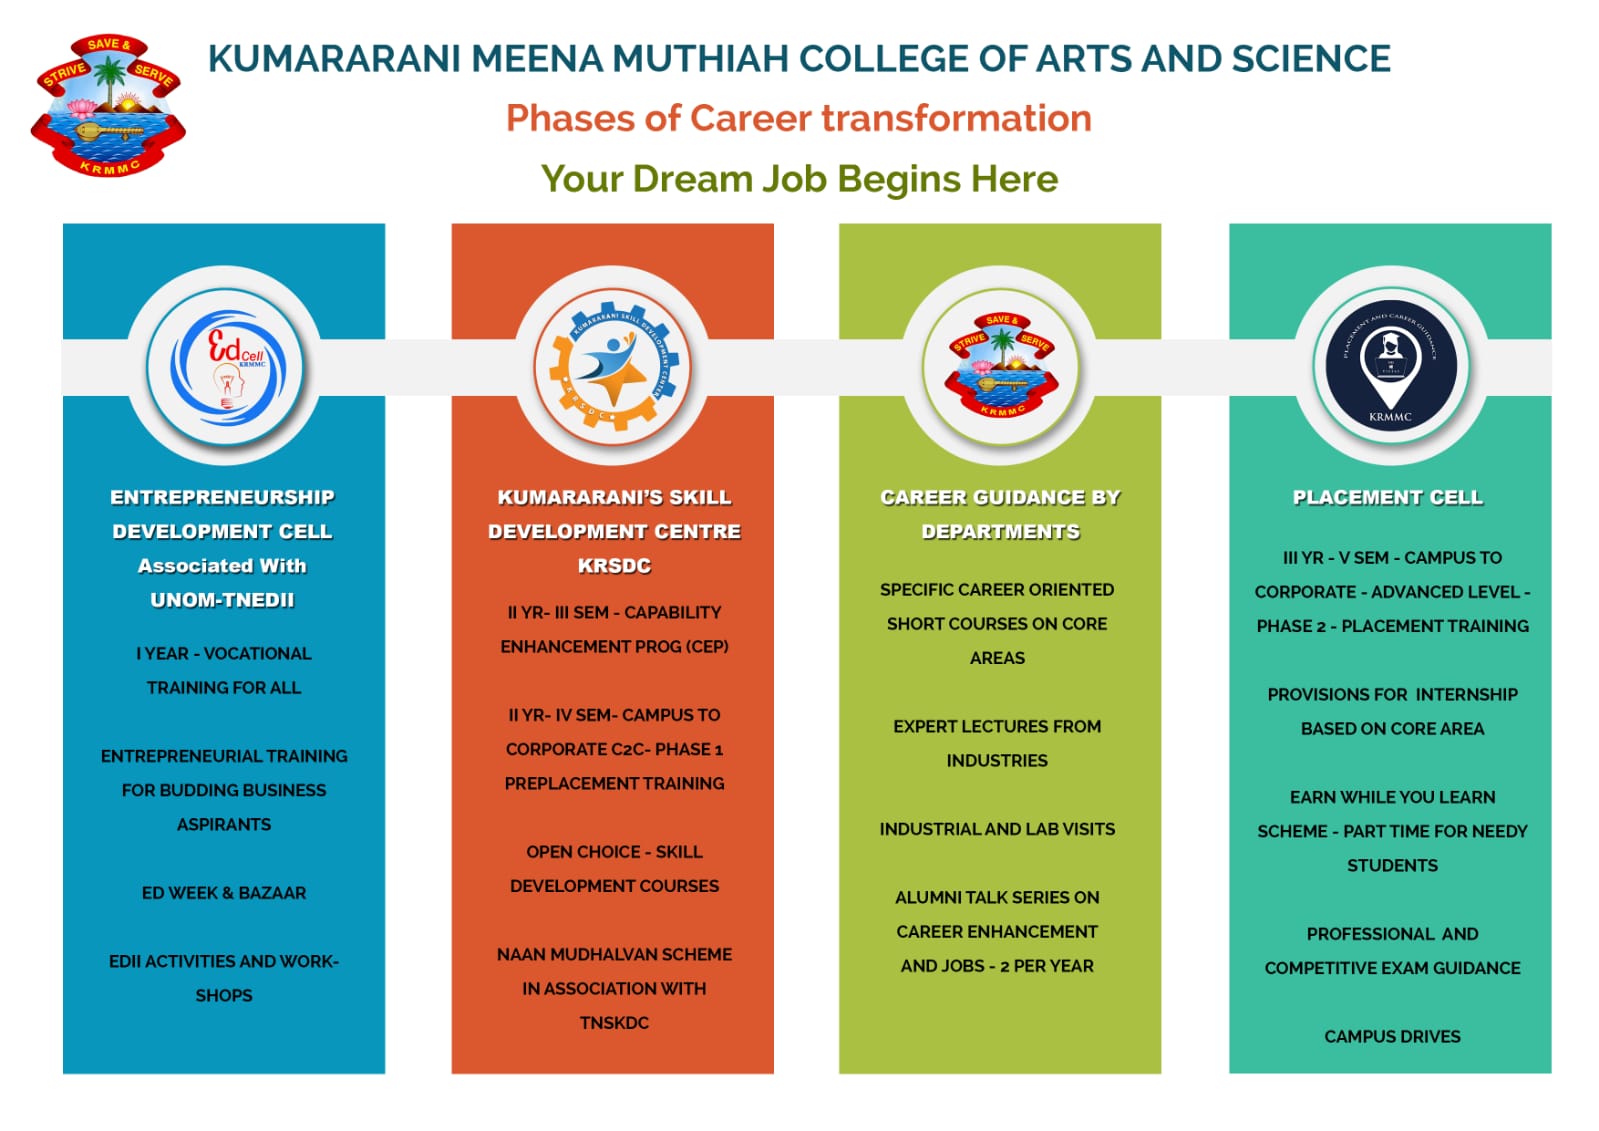 SAVE &
STRIVE
SERVE
KRMMC
KUMARARANI MEENA MUTHIAH COLLEGE OF ARTS AND SCIENCE
Phases of Career transformation
Your Dream Job Begins Here
Ed Cell
KRMMC
ENTREPRENEURSHIP
DEVELOPMENT CELL
Associated With
UNOM-TNEDII
I YEAR - VOCATIONAL
TRAINING FOR ALL
ENTREPRENEURIAL TRAINING
FOR BUDDING BUSINESS
ASPIRANTS
ED WEEK & BAZAAR
EDII ACTIVITIES AND WORK-
SHOPS
KUMARARANI SKILL DEVELOPMENT CENTER
KRSDC
KUMARARANI'S SKILL
DEVELOPMENT CENTRE
KRSDC
II YR- III SEM - CAPABILITY
ENHANCEMENT PROG (CEP)
II YR- IV SEM- CAMPUS TO
CORPORATE C2C- PHASE 1
PREPLACEMENT TRAINING
OPEN CHOICE - SKILL
DEVELOPMENT COURSES
NAAN MUDHALVAN SCHEME
IN ASSOCIATION WITH
TNSKDC
SAVE &
STRIVE
SERVE
KRMMC
CAREER GUIDANCE BY
DEPARTMENTS
SPECIFIC CAREER ORIENTED
SHORT COURSES ON CORE
AREAS
EXPERT LECTURES FROM
INDUSTRIES
INDUSTRIAL AND LAB VISITS
ALUMNI TALK SERIES ON
CAREER ENHANCEMENT
AND JOBS - 2 PER YEAR
PLACEMENT AND CAREER GUIDANCE
KRMMC
PLACEMENT CELL
III YR - V SEM - CAMPUS TO
CORPORATE - ADVANCED LEVEL -
PHASE 2 - PLACEMENT TRAINING
PROVISIONS FOR INTERNSHIP
BASED ON CORE AREA
EARN WHILE YOU LEARN
SCHEME - PART TIME FOR NEEDY
STUDENTS
PROFESSIONAL AND
COMPETITIVE EXAM GUIDANCE
CAMPUS DRIVES